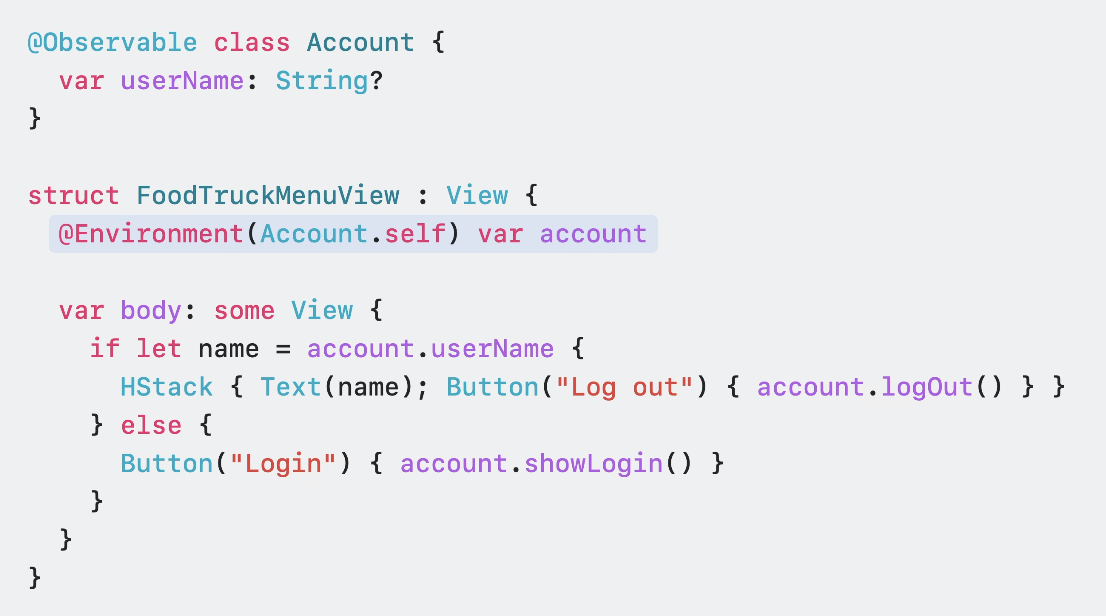 @Observable class Account {
  var userName: String?
}

struct FoodTruckMenuView : View {
  @Environment(Account.self) var account

  var body: some View {
    if let name = account.userName {
      HStack { Text(name); Button("Log out") { account.logOut() } }
    } else {
      Button("Login") { account.showLogin() }
    }
  }
}